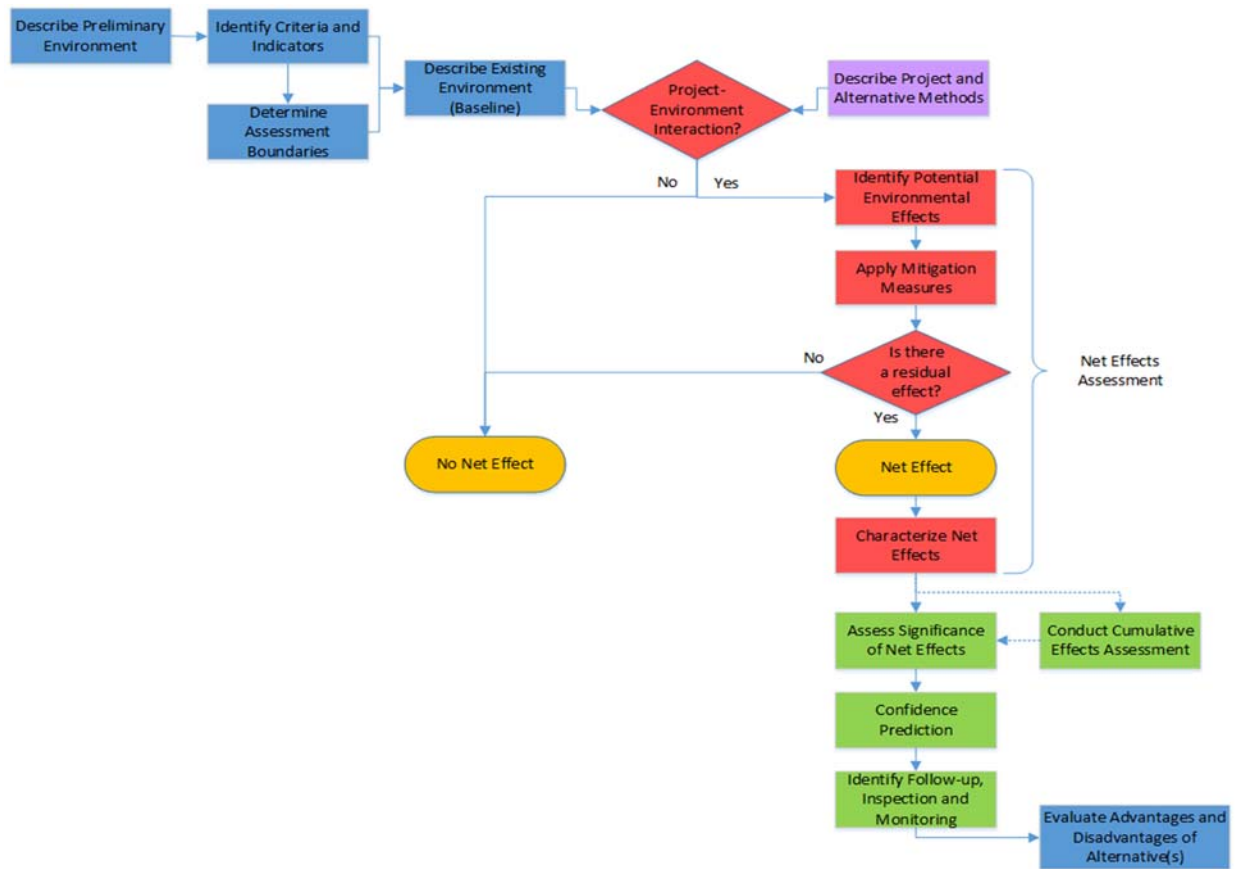 Describe Preliminary
Environment
Identify Criteria and
Indicators
Determine
Assessment
Boundaries
Describe Existing
Environment
(Baseline)
Project-
Environment
Interaction?
Describe Project and
Alternative Methods
No
Yes
Identify Potential
Environmental
Effects
Apply Mitigation
Measures
Is there
a residual
effect?
No
Yes
Net Effects
Assessment
No Net Effect
Net Effect
Characterize Net
Effects
Assess Significance
of Net Effects
Conduct Cumulative
Effects Assessment
Confidence
Prediction
Identify Follow-up,
Inspection and
Monitoring
Evaluate Advantages and
Disadvantages of
Alternative(s)